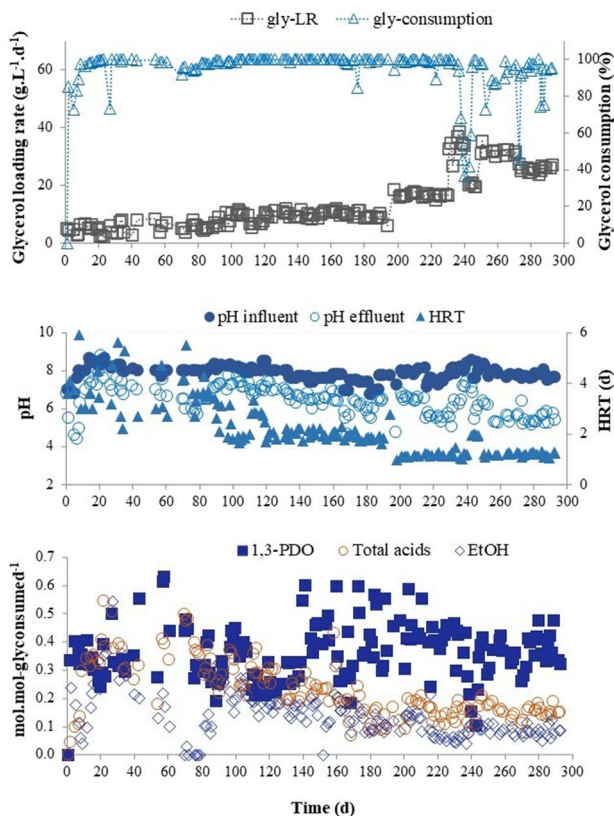 gly-LR gly-consumption
Glycerol loading rate (g.L⁻¹.d⁻¹)
80
60
40
20
0
100
80
60
40
20
0
Glycerol consumption (%)
0 20 40 60 80 100 120 140 160 180 200 220 240 260 280 300
pH influent pH effluent HRT
pH
10
8
6
4
2
6
4
2
0
HRT (d)
0 20 40 60 80 100 120 140 160 180 200 220 240 260 280 300
1,3-PDO Total acids EtOH
mol.mol-glyconsumed⁻¹
0.7
0.6
0.5
0.4
0.3
0.2
0.1
0.0
0 20 40 60 80 100 120 140 160 180 200 220 240 260 280 300
Time (d)